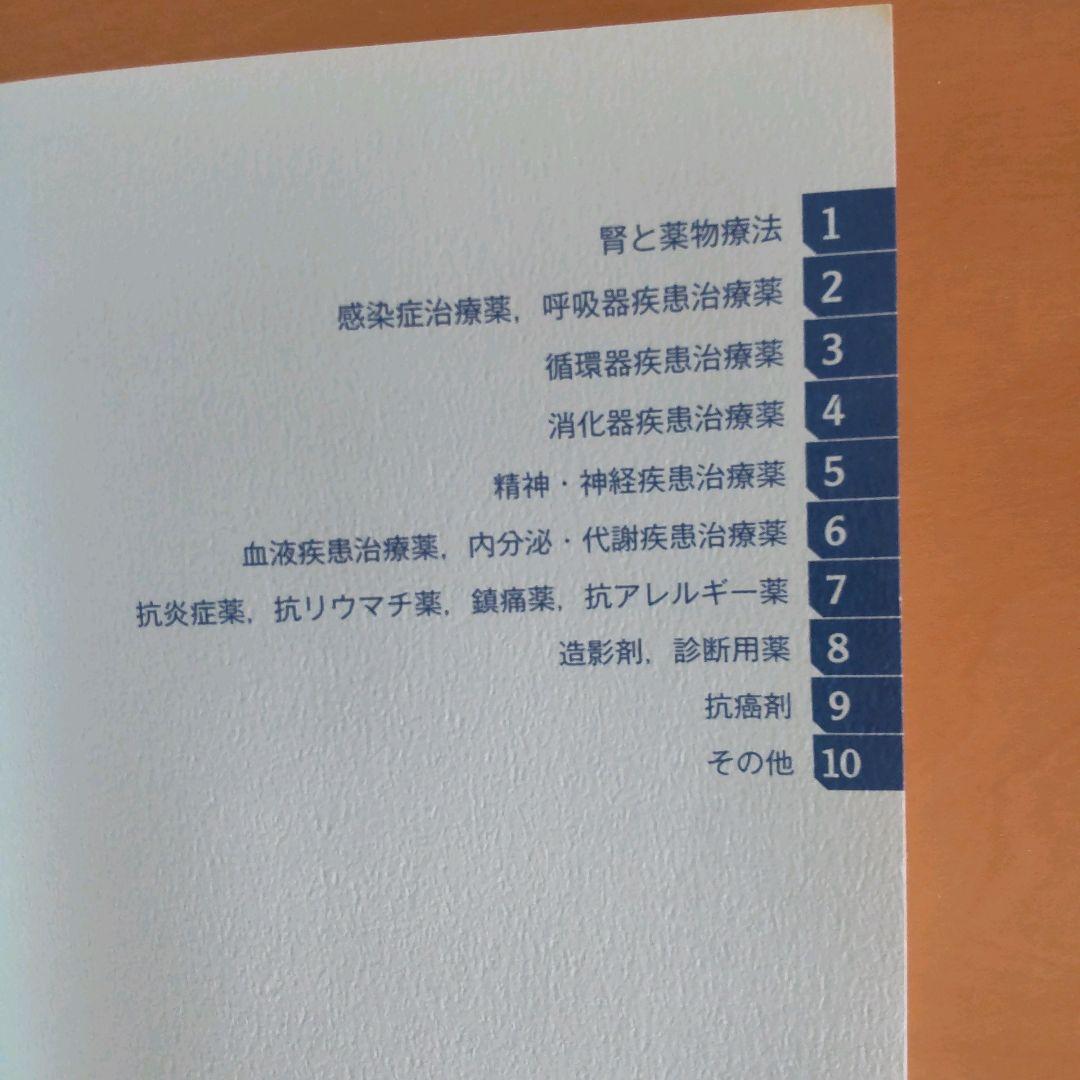 腎と薬物療法 1
感染症治療薬，呼吸器疾患治療薬 2
循環器疾患治療薬 3
消化器疾患治療薬 4
精神・神経疾患治療薬 5
血液疾患治療薬，内分泌・代謝疾患治療薬 6
抗炎症薬，抗リウマチ薬，鎮痛薬，抗アレルギー薬 7
造影剤，診断用薬 8
抗癌剤 9
その他 10